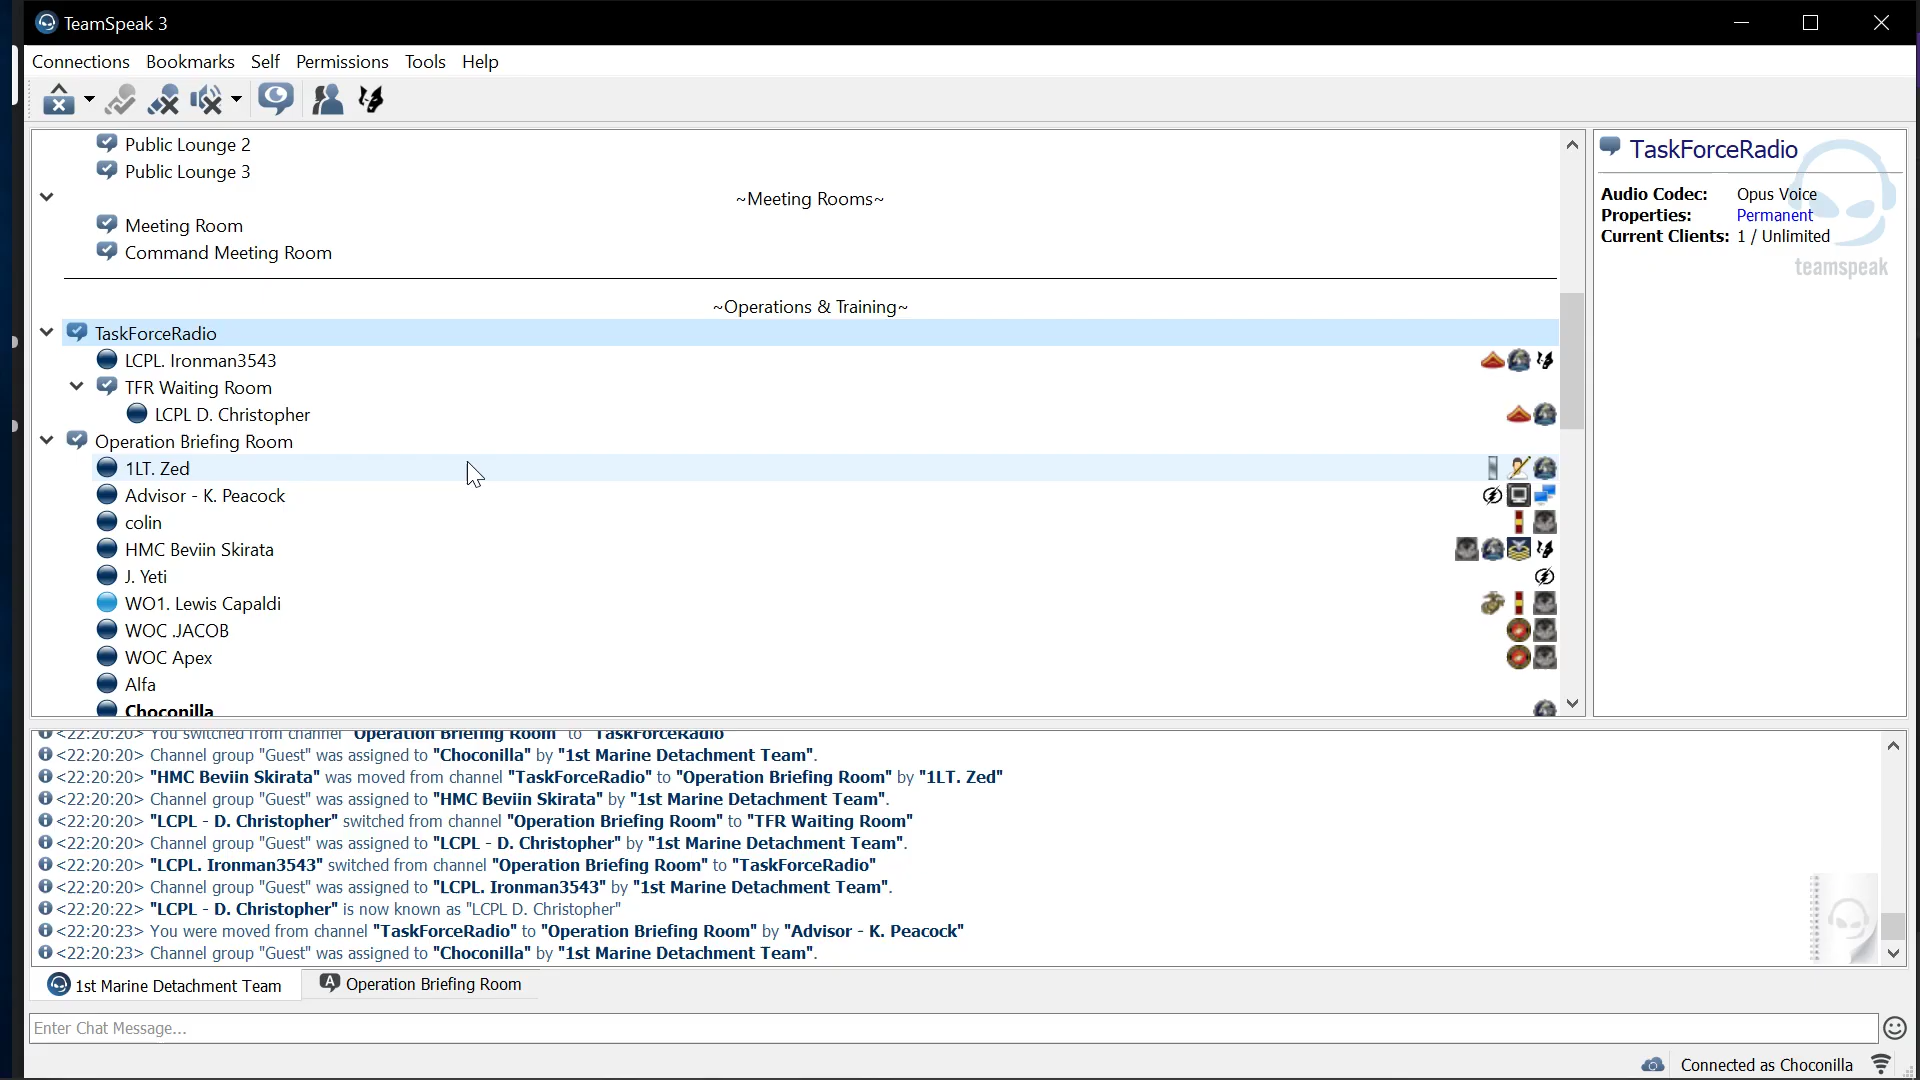 TeamSpeak 3
Connections Bookmarks Self Permissions Tools Help
Public Lounge 2
Public Lounge 3
~Meeting Rooms~
Meeting Room
Command Meeting Room
~Operations & Training~
TaskForceRadio
LCPL. Ironman3543
TFR Waiting Room
LCPL D. Christopher
Operation Briefing Room
1LT. Zed
Advisor - K. Peacock
colin
HMC Beviin Skirata
J. Yeti
WO1. Lewis Capaldi
WOC .JACOB
WOC Apex
Alfa
Choconilla
TaskForceRadio
Audio Codec: Opus Voice
Properties: Permanent
Current Clients: 1 / Unlimited
teamspeak
<22:20:20> You switched from channel "Operation Briefing Room" to "TaskForceRadio"
<22:20:20> Channel group "Guest" was assigned to "Choconilla" by "1st Marine Detachment Team".
<22:20:20> "HMC Beviin Skirata" was moved from channel "TaskForceRadio" to "Operation Briefing Room" by "1LT. Zed"
<22:20:20> Channel group "Guest" was assigned to "HMC Beviin Skirata" by "1st Marine Detachment Team".
<22:20:20> "LCPL - D. Christopher" switched from channel "Operation Briefing Room" to "TFR Waiting Room"
<22:20:20> Channel group "Guest" was assigned to "LCPL - D. Christopher" by "1st Marine Detachment Team".
<22:20:20> "LCPL. Ironman3543" switched from channel "Operation Briefing Room" to "TaskForceRadio"
<22:20:20> Channel group "Guest" was assigned to "LCPL. Ironman3543" by "1st Marine Detachment Team".
<22:20:22> "LCPL - D. Christopher" is now known as "LCPL D. Christopher"
<22:20:23> You were moved from channel "TaskForceRadio" to "Operation Briefing Room" by "Advisor - K. Peacock"
<22:20:23> Channel group "Guest" was assigned to "Choconilla" by "1st Marine Detachment Team".
1st Marine Detachment Team
A Operation Briefing Room
Enter Chat Message...
Connected as Choconilla